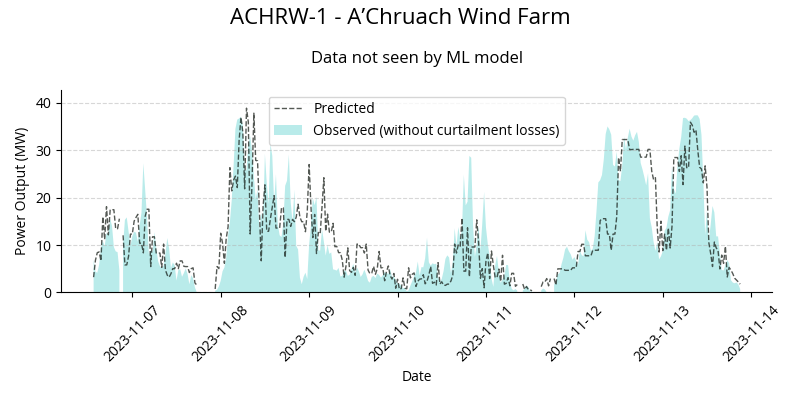 ACHRW-1 - A’Chruach Wind Farm
Data not seen by ML model
Predicted
Observed (without curtailment losses)
Power Output (MW)
40
30
20
10
0
2023-11-07
2023-11-08
2023-11-09
2023-11-10
2023-11-11
2023-11-12
2023-11-13
2023-11-14
Date